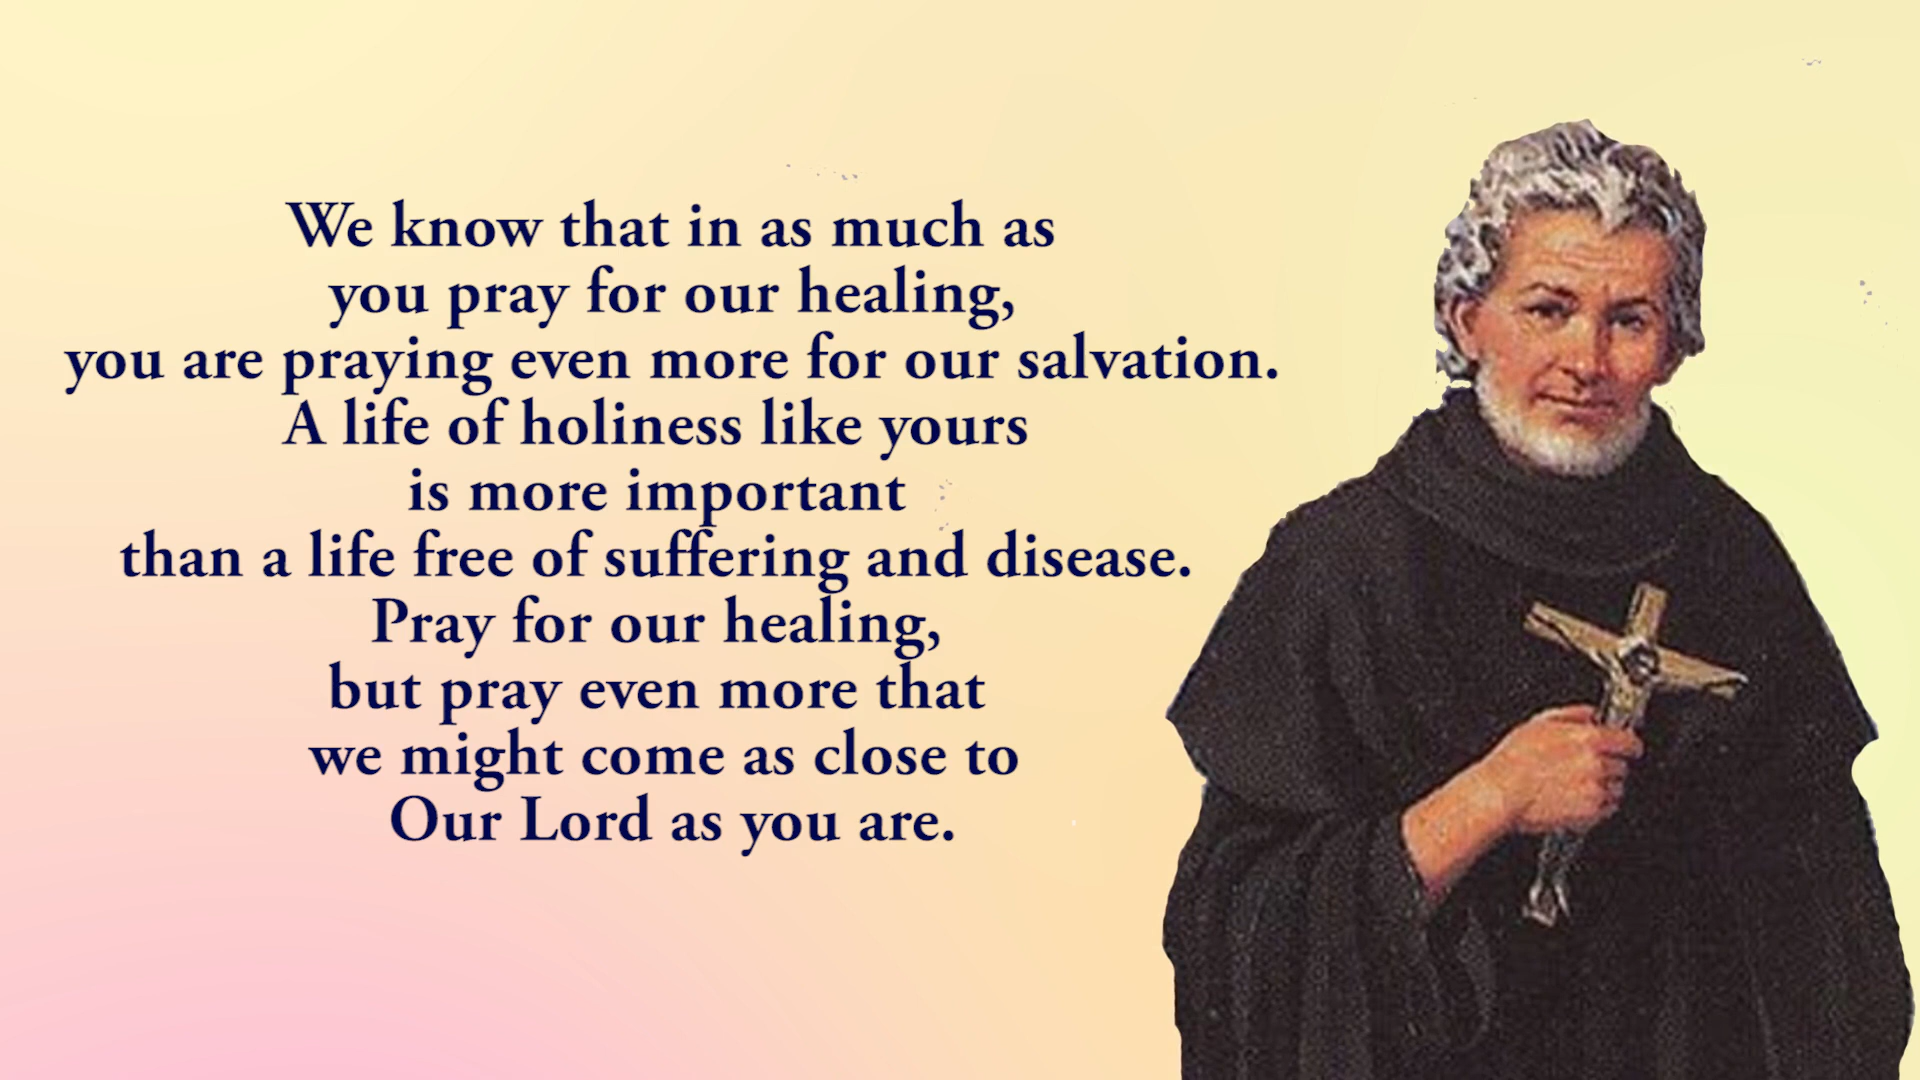 We know that in as much as
you pray for our healing,
you are praying even more for our salvation.
A life of holiness like yours
is more important
than a life free of suffering and disease.
Pray for our healing,
but pray even more that
we might come as close to
Our Lord as you are.